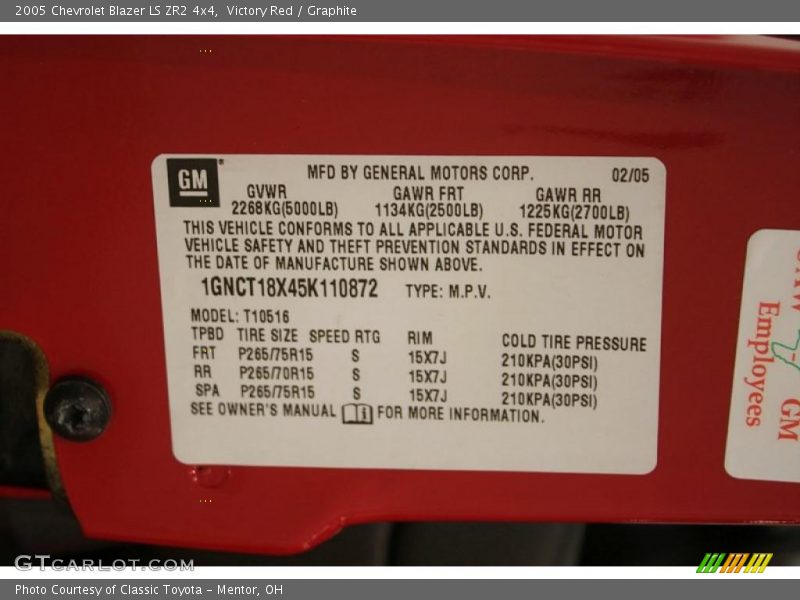 2005 Chevrolet Blazer LS ZR2 4x4,  Victory Red / Graphite
GM
MFD BY GENERAL MOTORS CORP. 02/05
GVWR GAWR FRT GAWR RR
2268KG(5000LB) 1134KG(2500LB) 1225KG(2700LB)
THIS VEHICLE CONFORMS TO ALL APPLICABLE U.S. FEDERAL MOTOR
VEHICLE SAFETY AND THEFT PREVENTION STANDARDS IN EFFECT ON
THE DATE OF MANUFACTURE SHOWN ABOVE.
1GNCT18X45K110872 TYPE: M.P.V.
MODEL: T10516
TPBD TIRE SIZE SPEED RTG RIM COLD TIRE PRESSURE
FRT P265/75R15 S 15X7J 210KPA(30PSI)
RR P265/70R15 S 15X7J 210KPA(30PSI)
SPA P265/75R15 S 15X7J 210KPA(30PSI)
SEE OWNER'S MANUAL FOR MORE INFORMATION.
GM
Employees
GTCARLOT.COM
Photo Courtesy of Classic Toyota - Mentor, OH